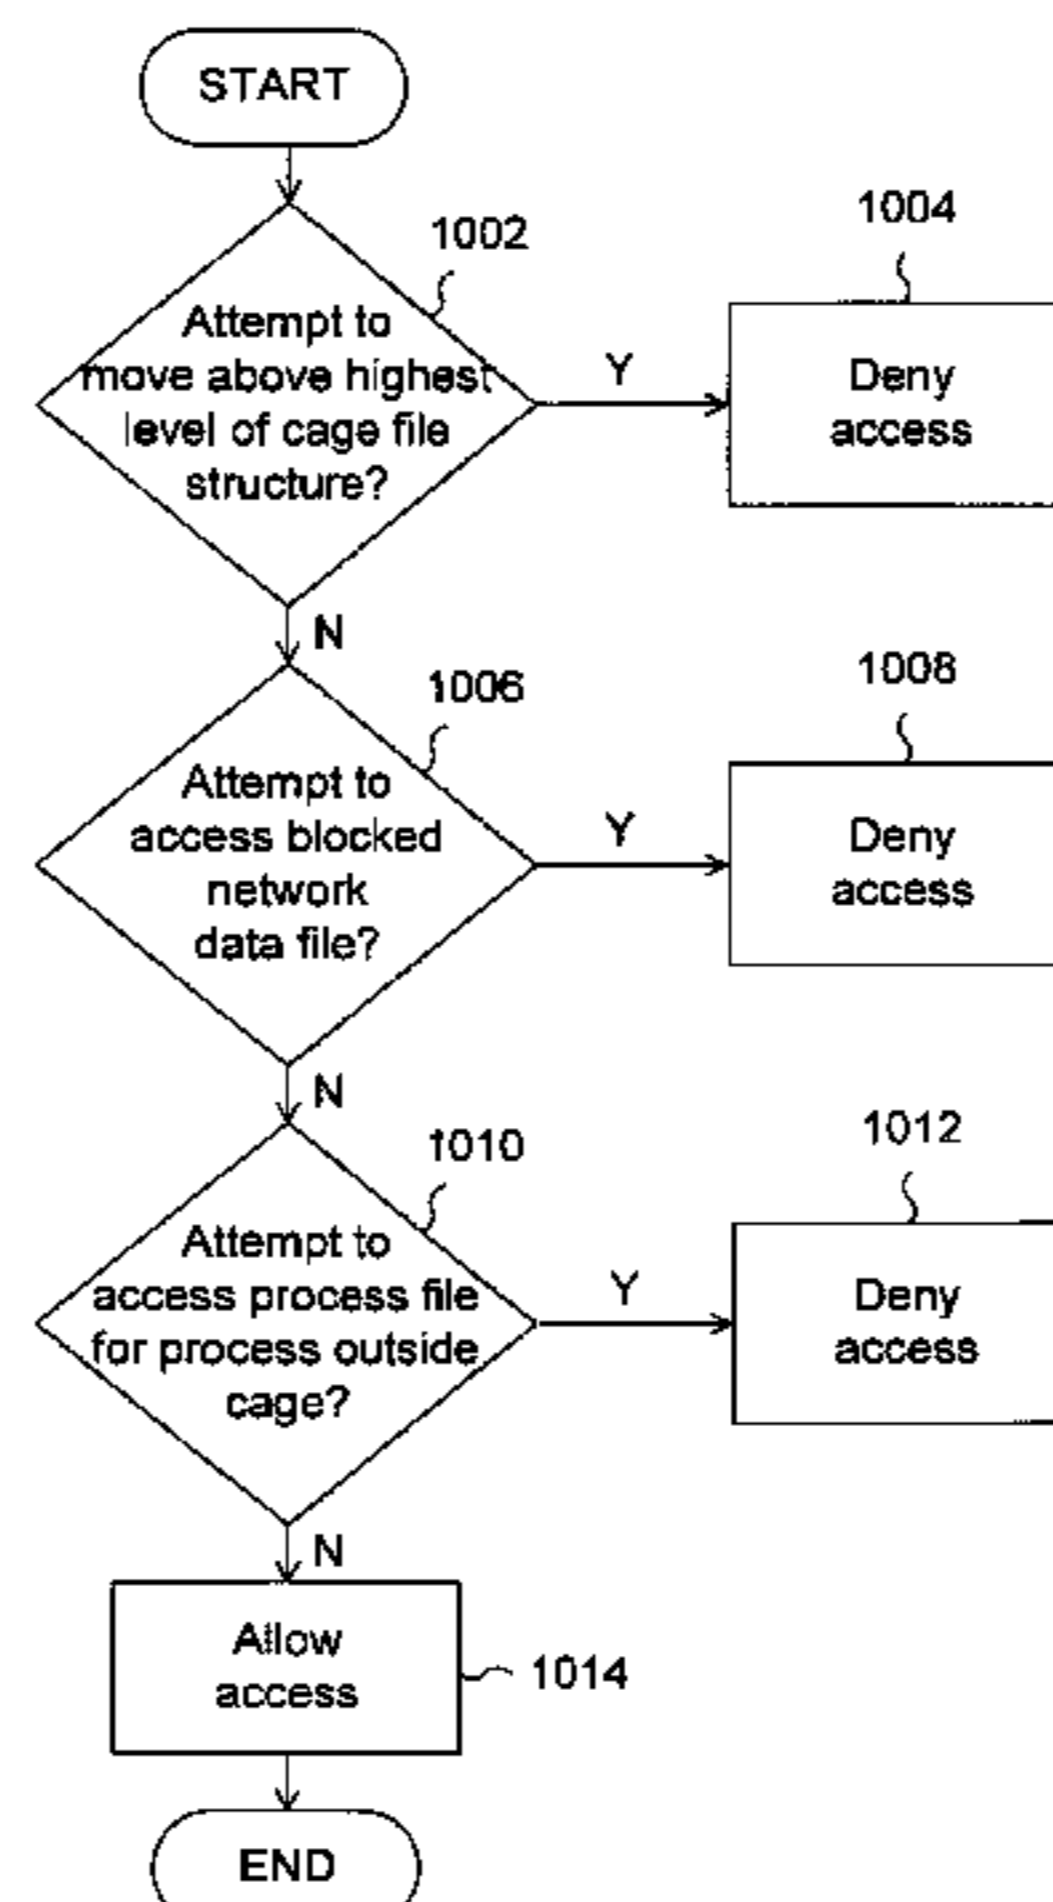 START
1002
Attempt to
move above highest
level of cage file
structure?
Y
1004
Deny
access
N
1006
Attempt to
access blocked
network
data file?
Y
1008
Deny
access
N
1010
Attempt to
access process file
for process outside
cage?
Y
1012
Deny
access
N
Allow
access
1014
END